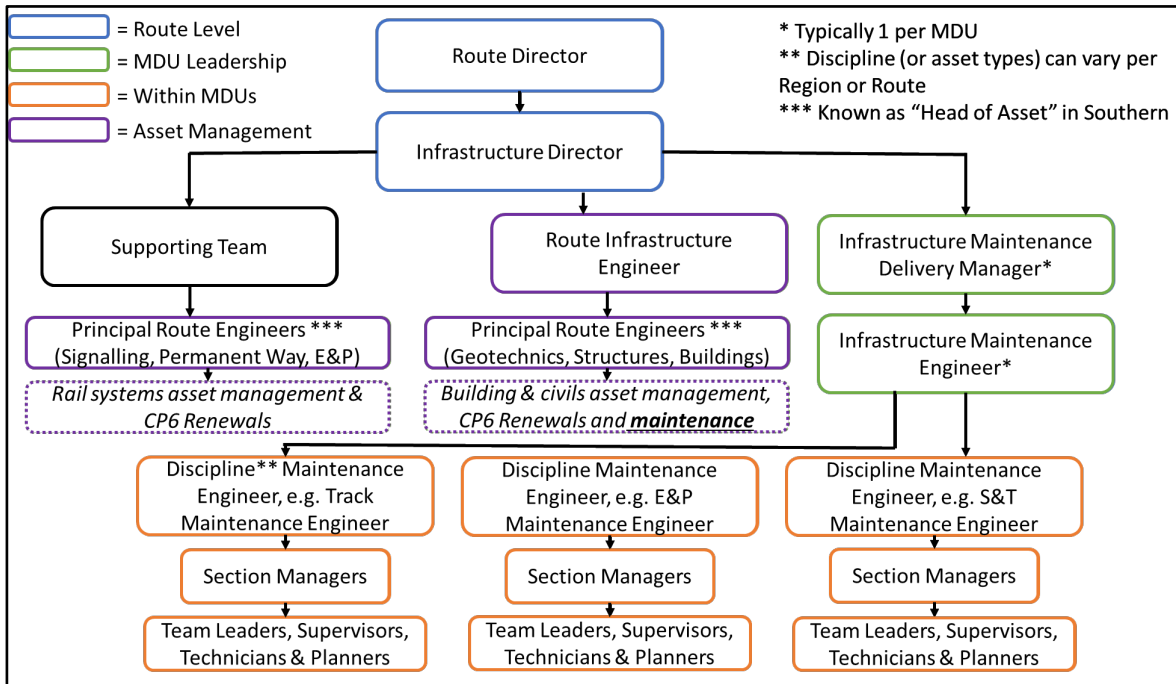 = Route Level
= MDU Leadership
= Within MDUs
= Asset Management
* Typically 1 per MDU
** Discipline (or asset types) can vary per
Region or Route
*** Known as “Head of Asset” in Southern
Route Director
Infrastructure Director
Supporting Team
Route Infrastructure
Engineer
Infrastructure Maintenance
Delivery Manager*
Principal Route Engineers ***
(Signalling, Permanent Way, E&P)
Principal Route Engineers ***
(Geotechnics, Structures, Buildings)
Infrastructure Maintenance
Engineer*
Rail systems asset management &
CP6 Renewals
Building & civils asset management,
CP6 Renewals and maintenance
Discipline** Maintenance
Engineer, e.g. Track
Maintenance Engineer
Discipline Maintenance
Engineer, e.g. E&P
Maintenance Engineer
Discipline Maintenance
Engineer, e.g. S&T
Maintenance Engineer
Section Managers
Section Managers
Section Managers
Team Leaders, Supervisors,
Technicians & Planners
Team Leaders, Supervisors,
Technicians & Planners
Team Leaders, Supervisors,
Technicians & Planners